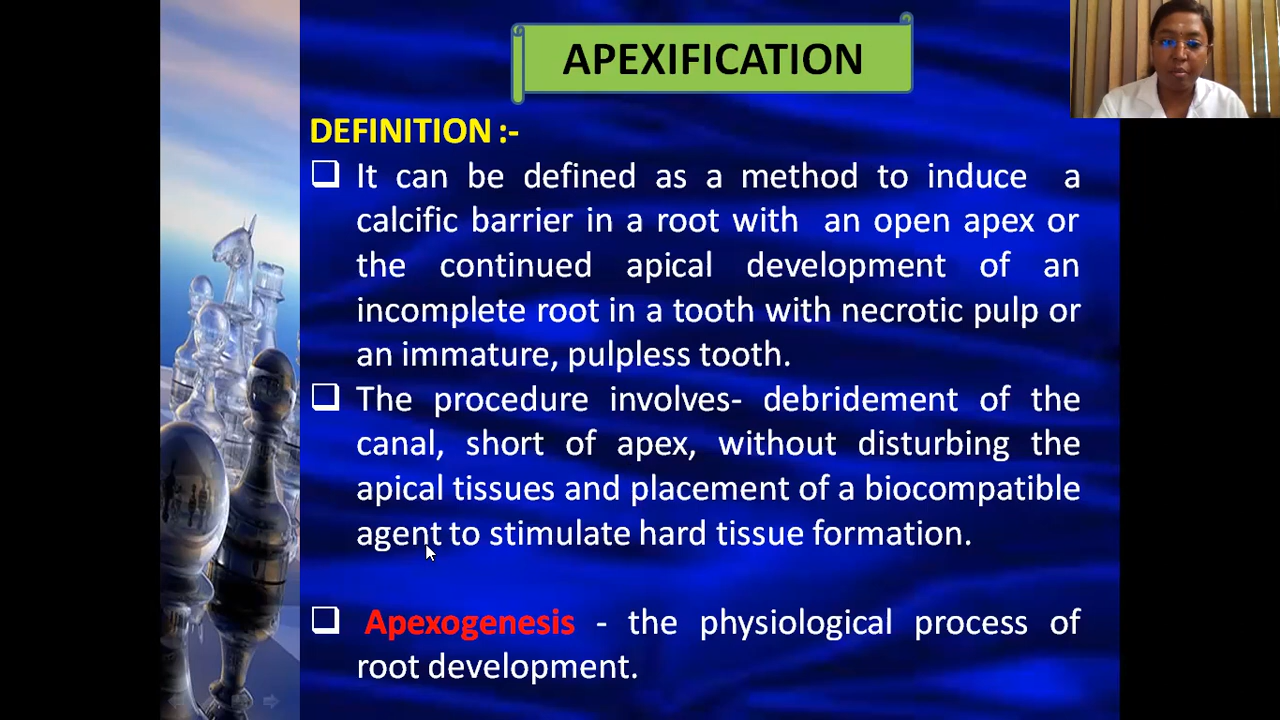 APEXIFICATION
DEFINITION :-
It can be defined as a method to induce a
calcific barrier in a root with an open apex or
the continued apical development of an
incomplete root in a tooth with necrotic pulp or
an immature, pulpless tooth.
The procedure involves- debridement of the
canal, short of apex, without disturbing the
apical tissues and placement of a biocompatible
agent to stimulate hard tissue formation.
Apexogenesis - the physiological process of
root development.